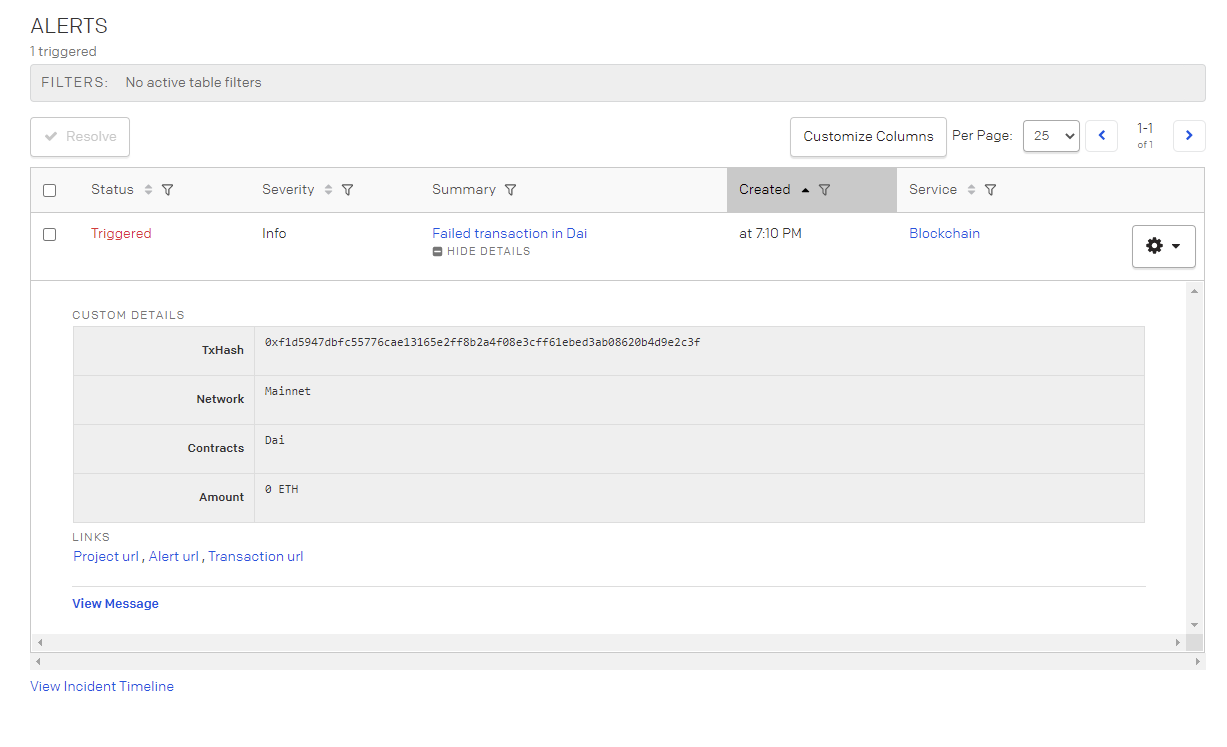 ALERTS
1 triggered
FILTERS: No active table filters
Resolve
Customize Columns Per Page: 25 1-1 of 1
Status Severity Summary Created Service
Triggered Info Failed transaction in Dai at 7:10 PM Blockchain
HIDE DETAILS
CUSTOM DETAILS
TxHash 0xf1d5947dbfc55776cae13165e2ff8b2a4f08e3cff61ebed3ab08620b4d9e2c3f
Network Mainnet
Contracts Dai
Amount 0 ETH
LINKS
Project url , Alert url , Transaction url
View Message
View Incident Timeline